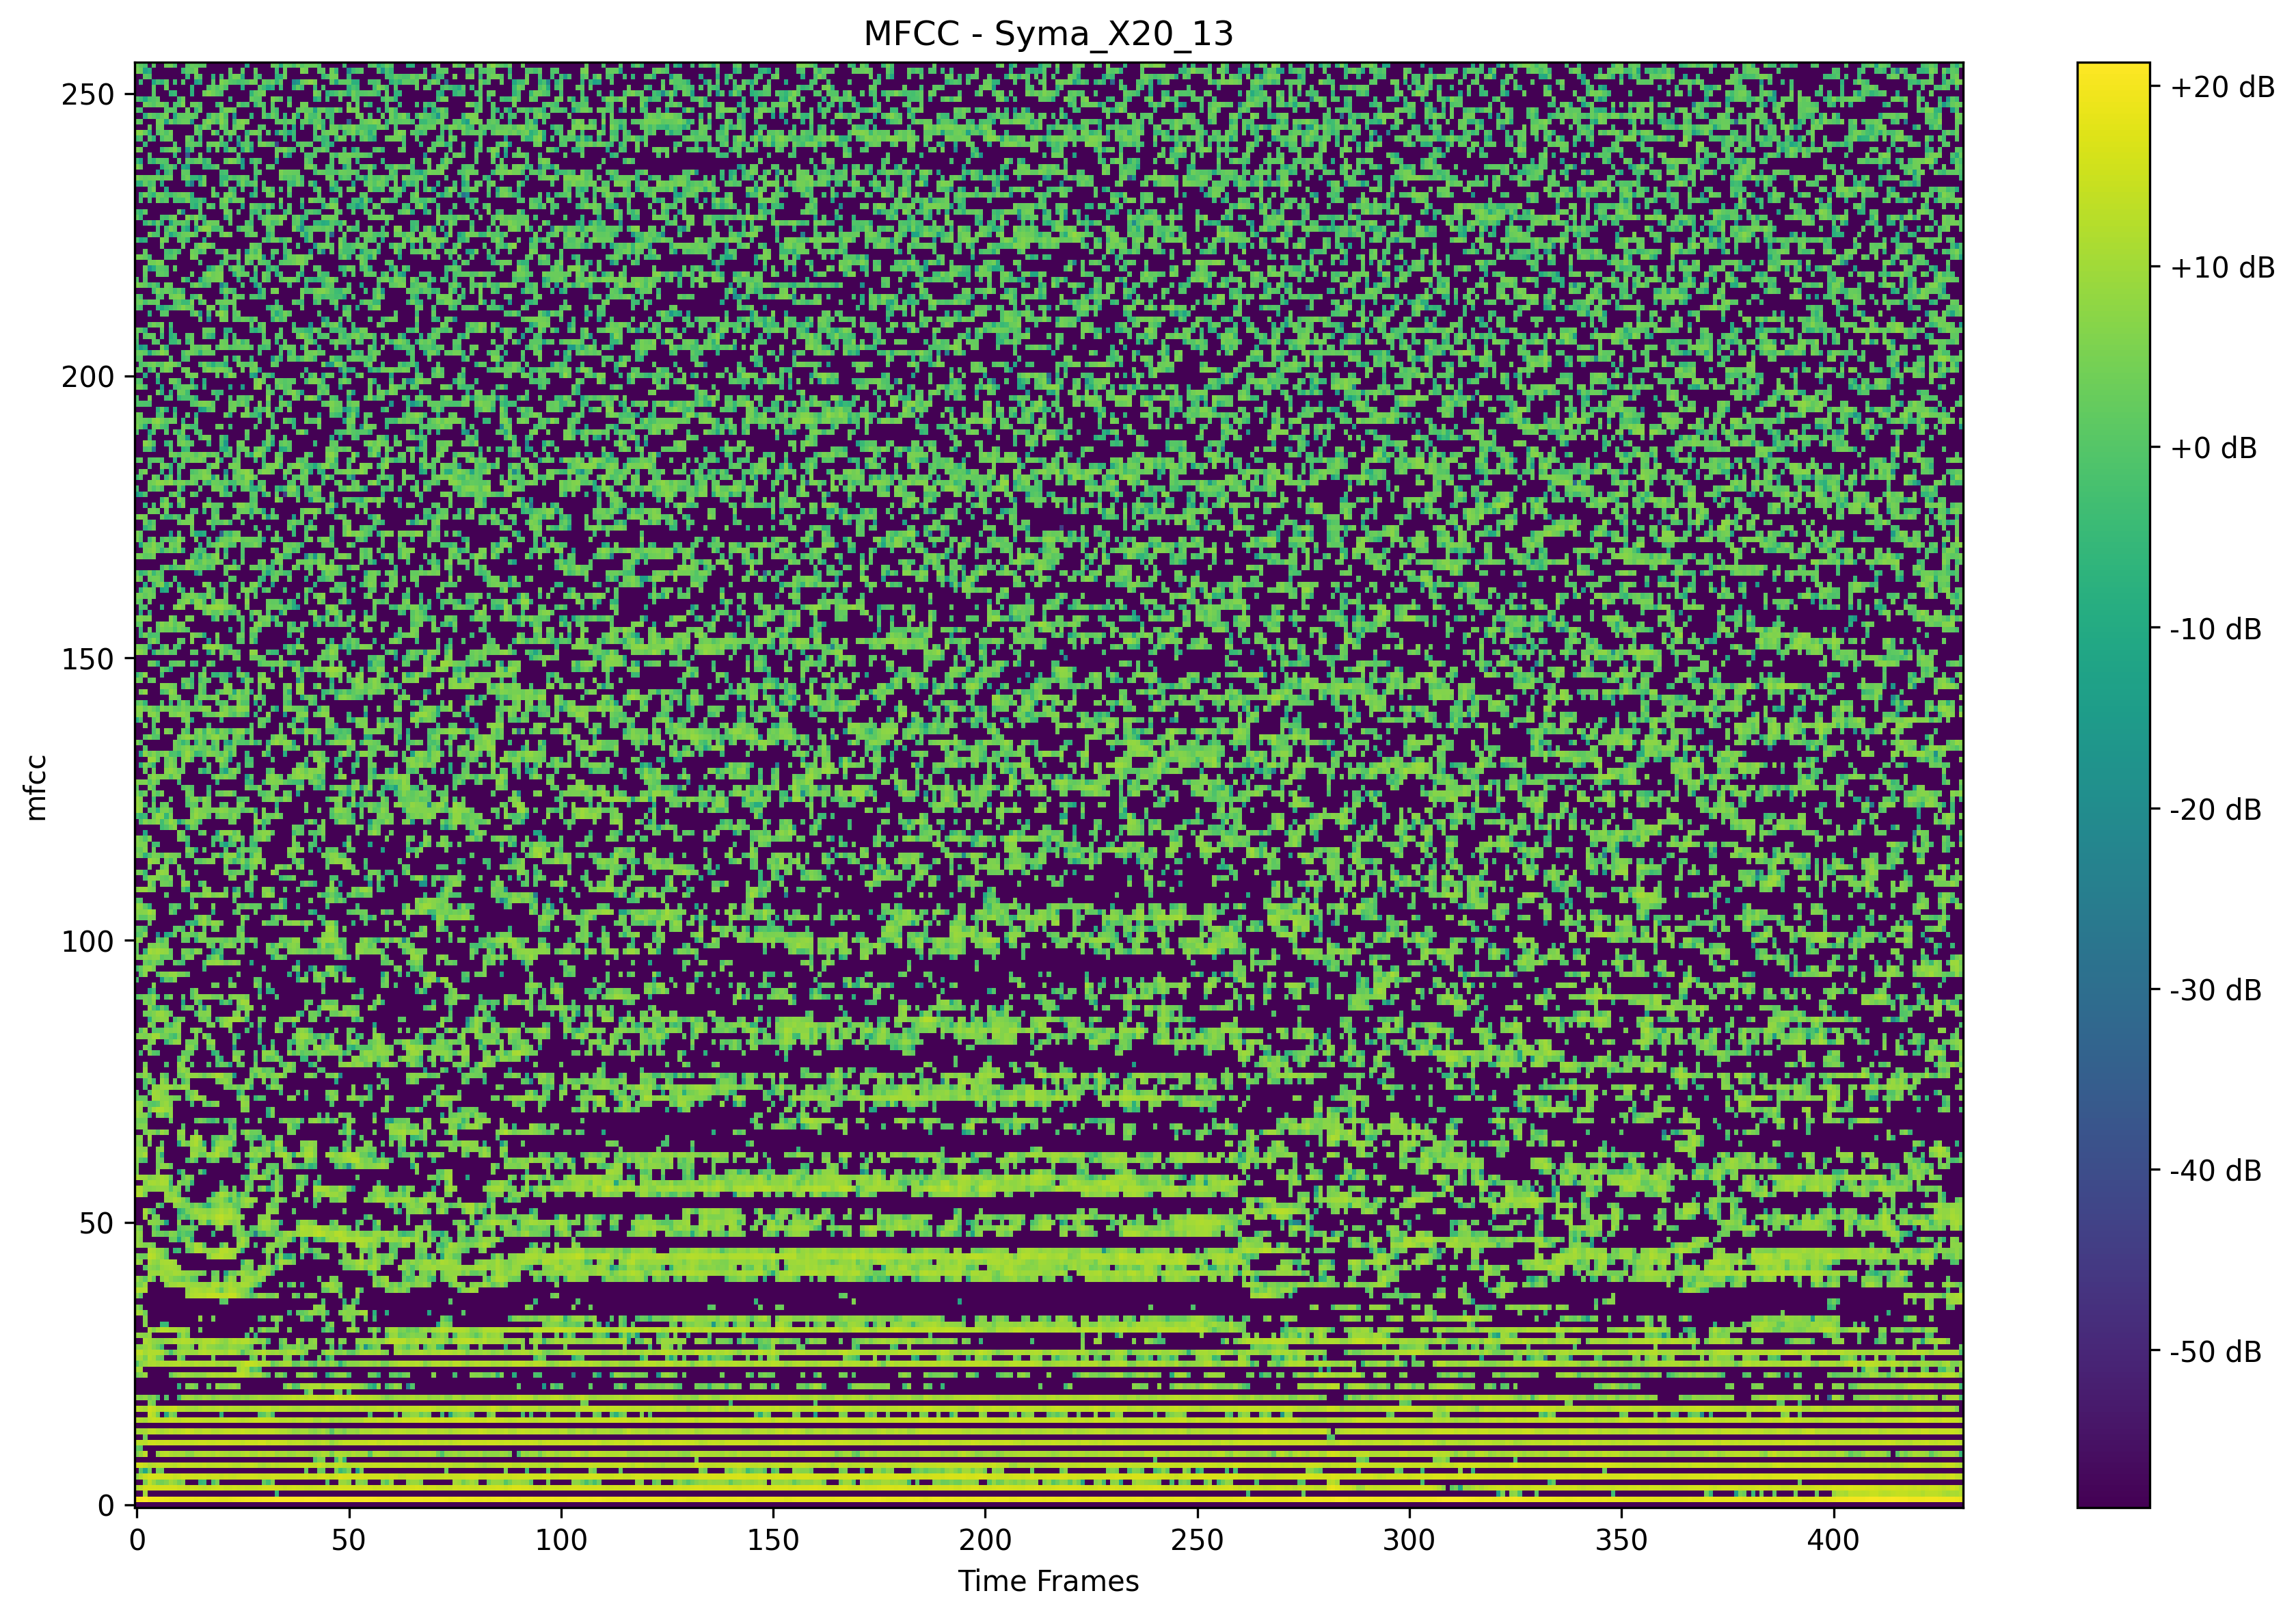 MFCC - Syma_X20_13
250
200
150
100
50
0
mfcc
0 50 100 150 200 250 300 350 400
Time Frames
+20 dB
+10 dB
+0 dB
-10 dB
-20 dB
-30 dB
-40 dB
-50 dB